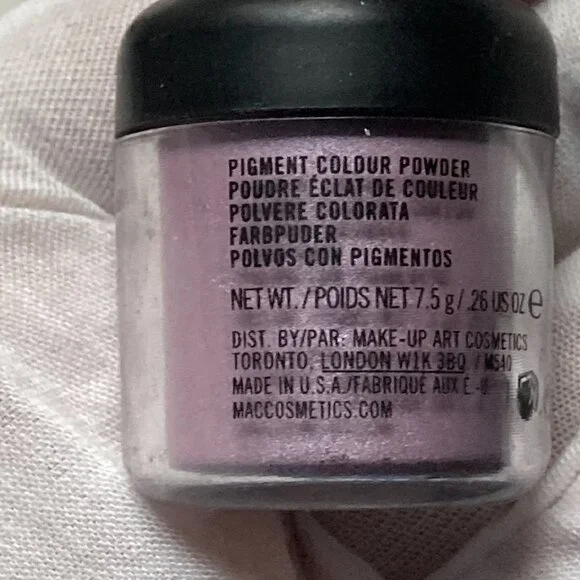 PIGMENT COLOUR POWDER
POUDRE ÉCLAT DE COULEUR
POLVERE COLORATA
FARBPUDER
POLVOS CON PIGMENTOS
NET WT. / POIDS NET 7.5 g / .26 US OZ e
DIST. BY/PAR: MAKE-UP ART COSMETICS
TORONTO, LONDON W1K 3BQ / M540
MADE IN U.S.A./FABRIQUÉ AUX É.-U.
MACCOSMETICS.COM